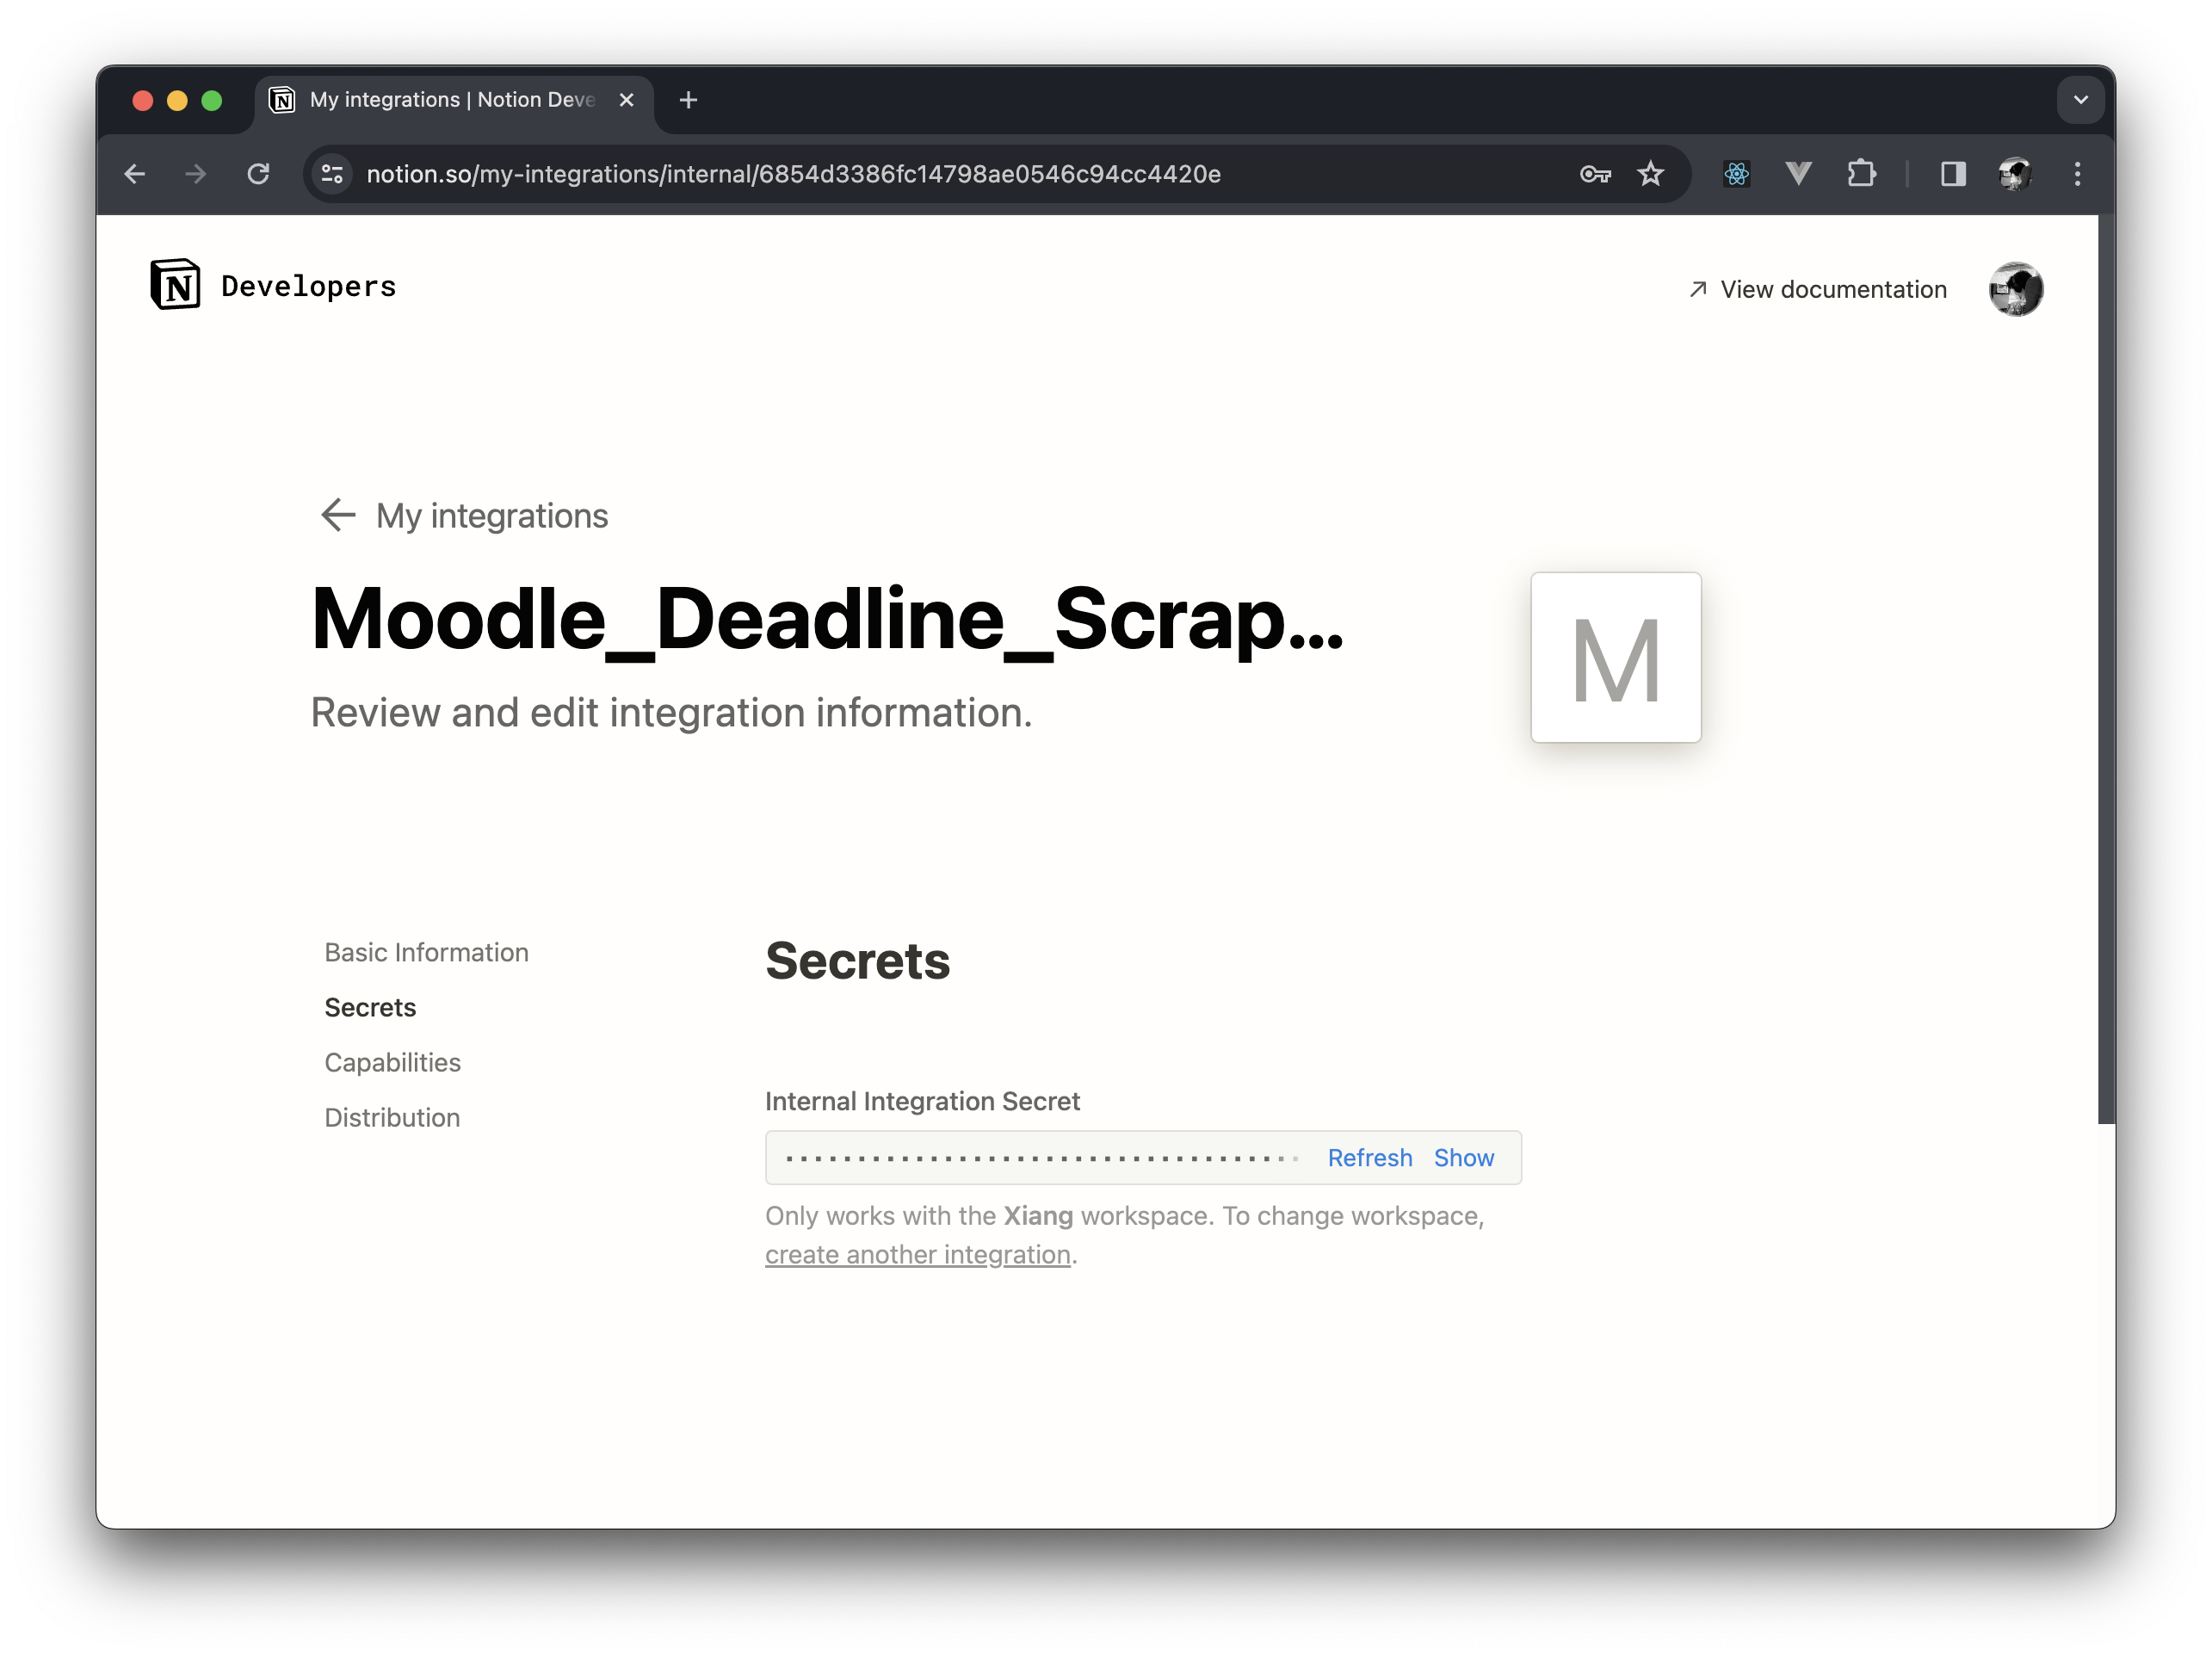 My integrations | Notion Deve
notion.so/my-integrations/internal/6854d3386fc14798ae0546c94cc4420e
N Developers
View documentation
My integrations
Moodle_Deadline_Scrap...
M
Review and edit integration information.
Basic Information
Secrets
Capabilities
Distribution
Secrets
Internal Integration Secret
Refresh Show
Only works with the Xiang workspace. To change workspace,
create another integration.